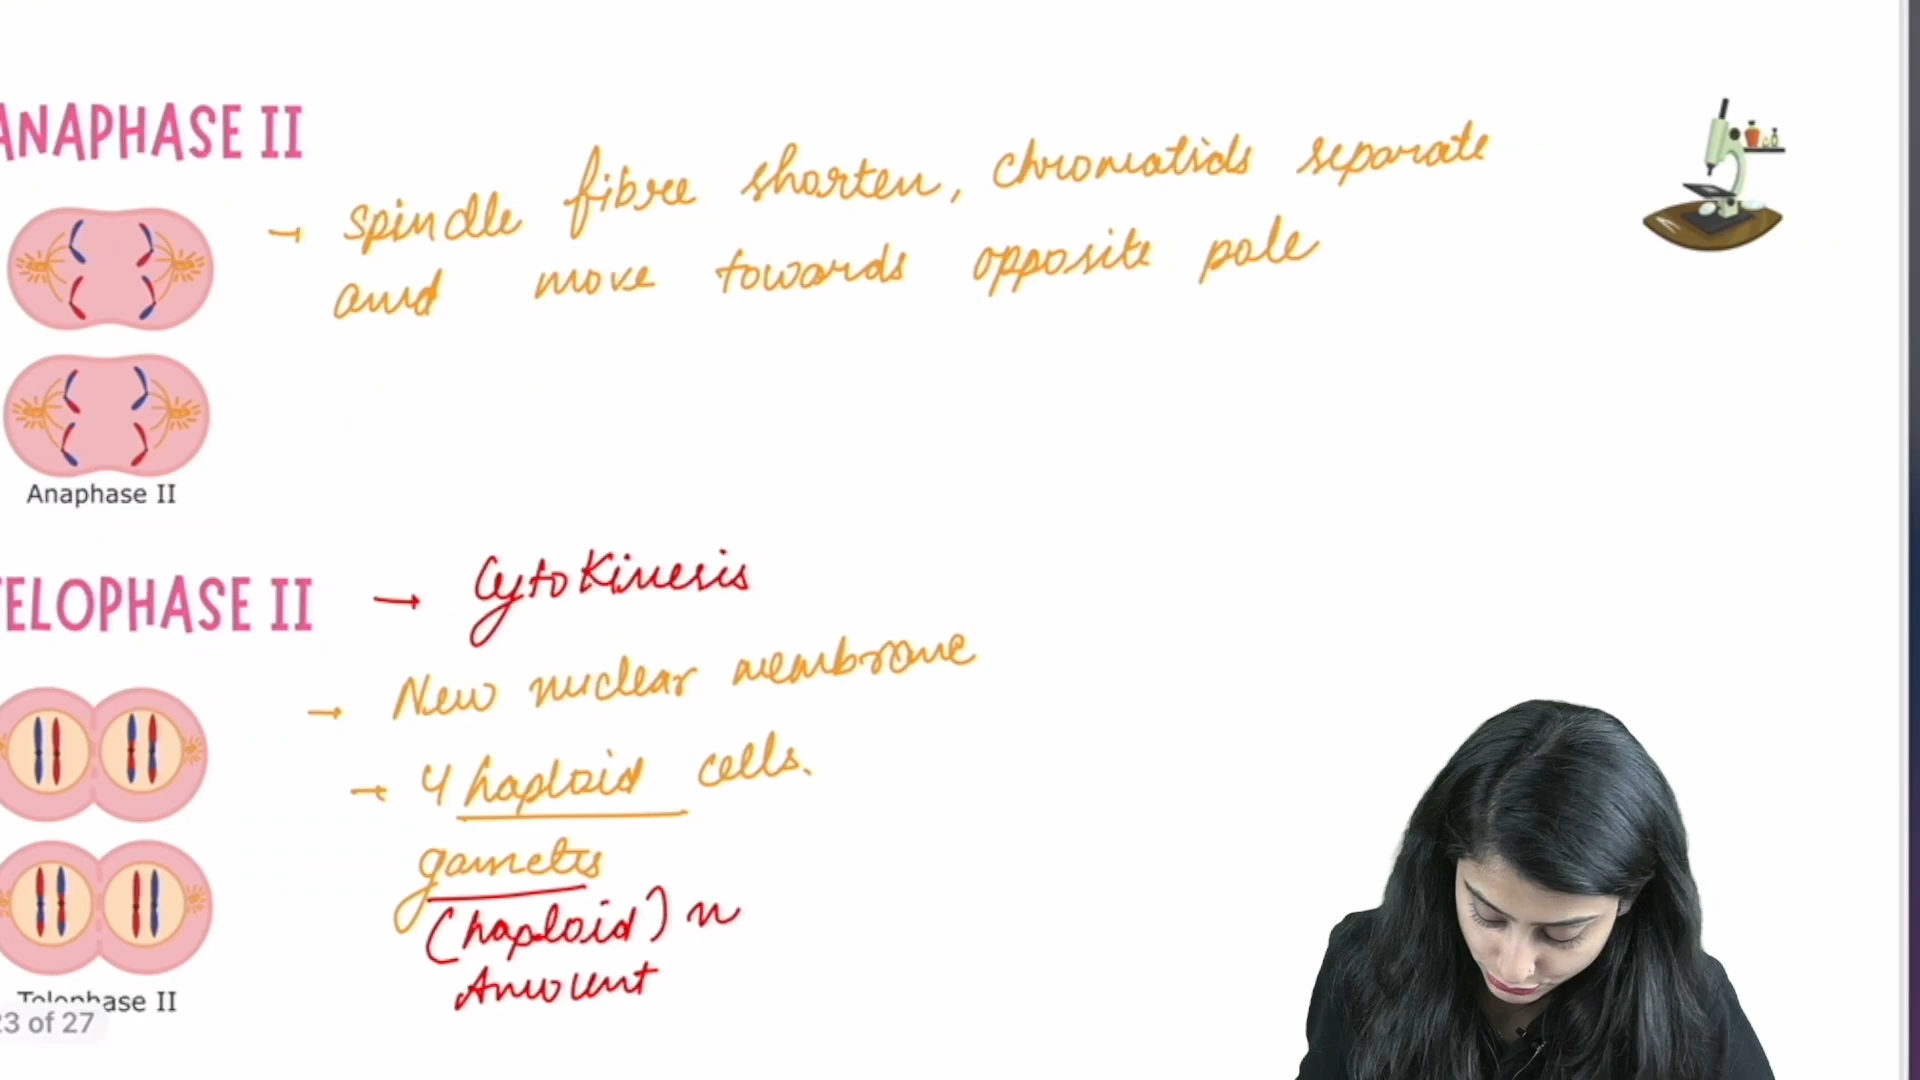 ANAPHASE II
→ spindle fibre shorten, chromatids separate
and move towards opposite pole
Anaphase II
TELOPHASE II → Cytokinesis
→ New nuclear membrane
→ 4 haploid cells.
gametes
(haploid) n
Amount
Telophase II
23 of 27